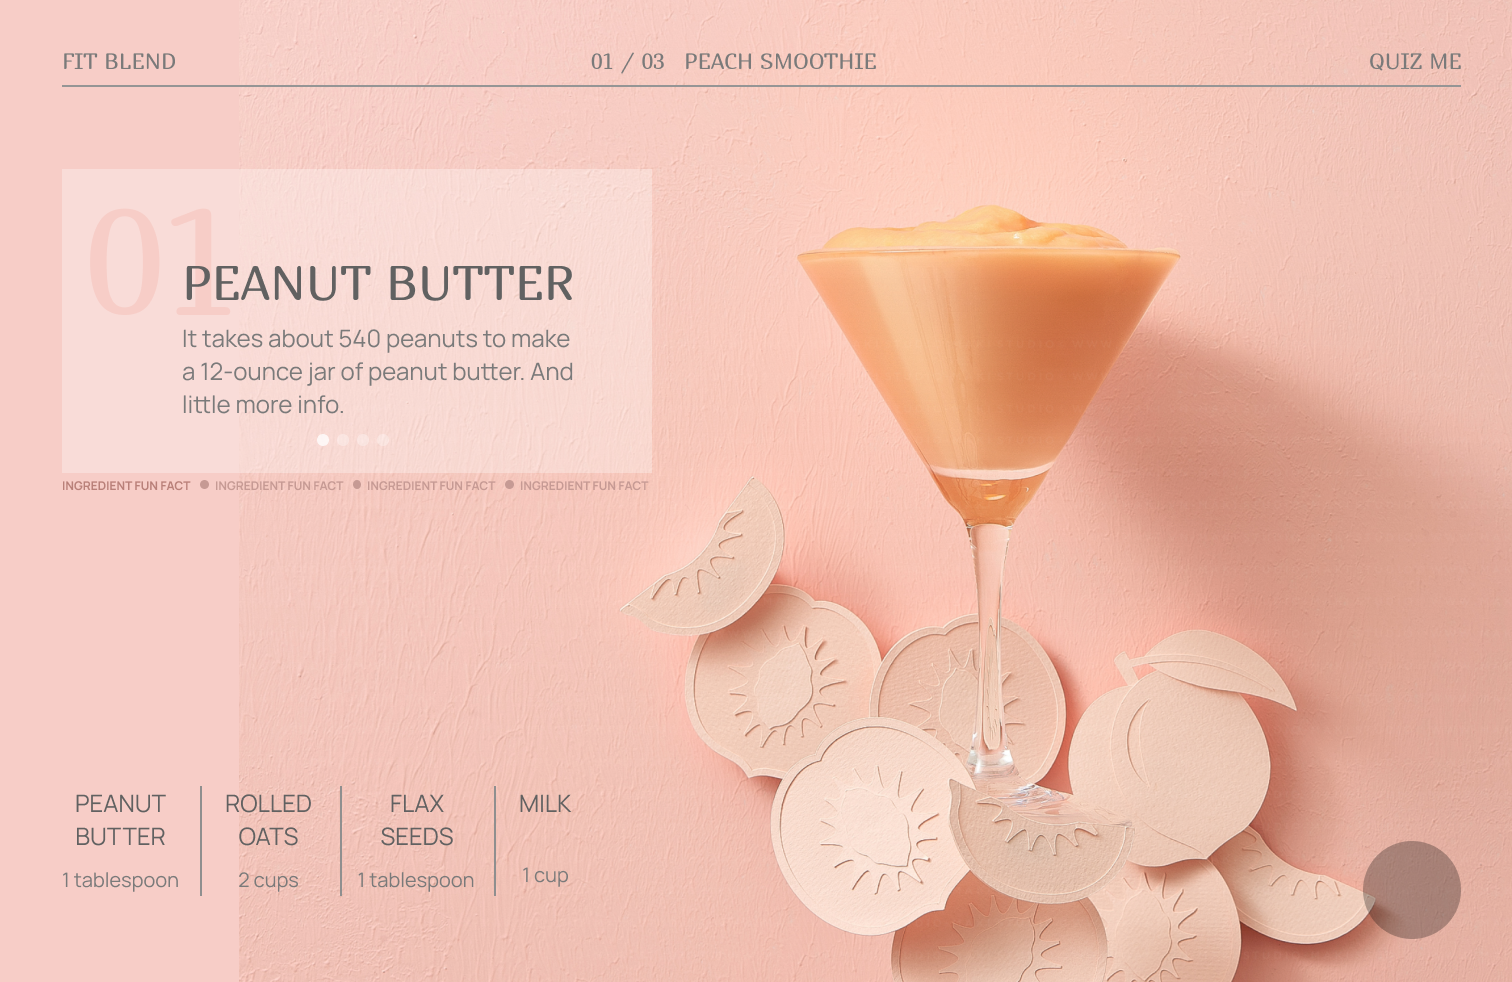 FIT BLEND
01 / 03 PEACH SMOOTHIE
QUIZ ME
01
PEANUT BUTTER
It takes about 540 peanuts to make
a 12-ounce jar of peanut butter. And
little more info.
INGREDIENT FUN FACT ● INGREDIENT FUN FACT ● INGREDIENT FUN FACT ● INGREDIENT FUN FACT
PEANUT
BUTTER
1 tablespoon
ROLLED
OATS
2 cups
FLAX
SEEDS
1 tablespoon
MILK
1 cup